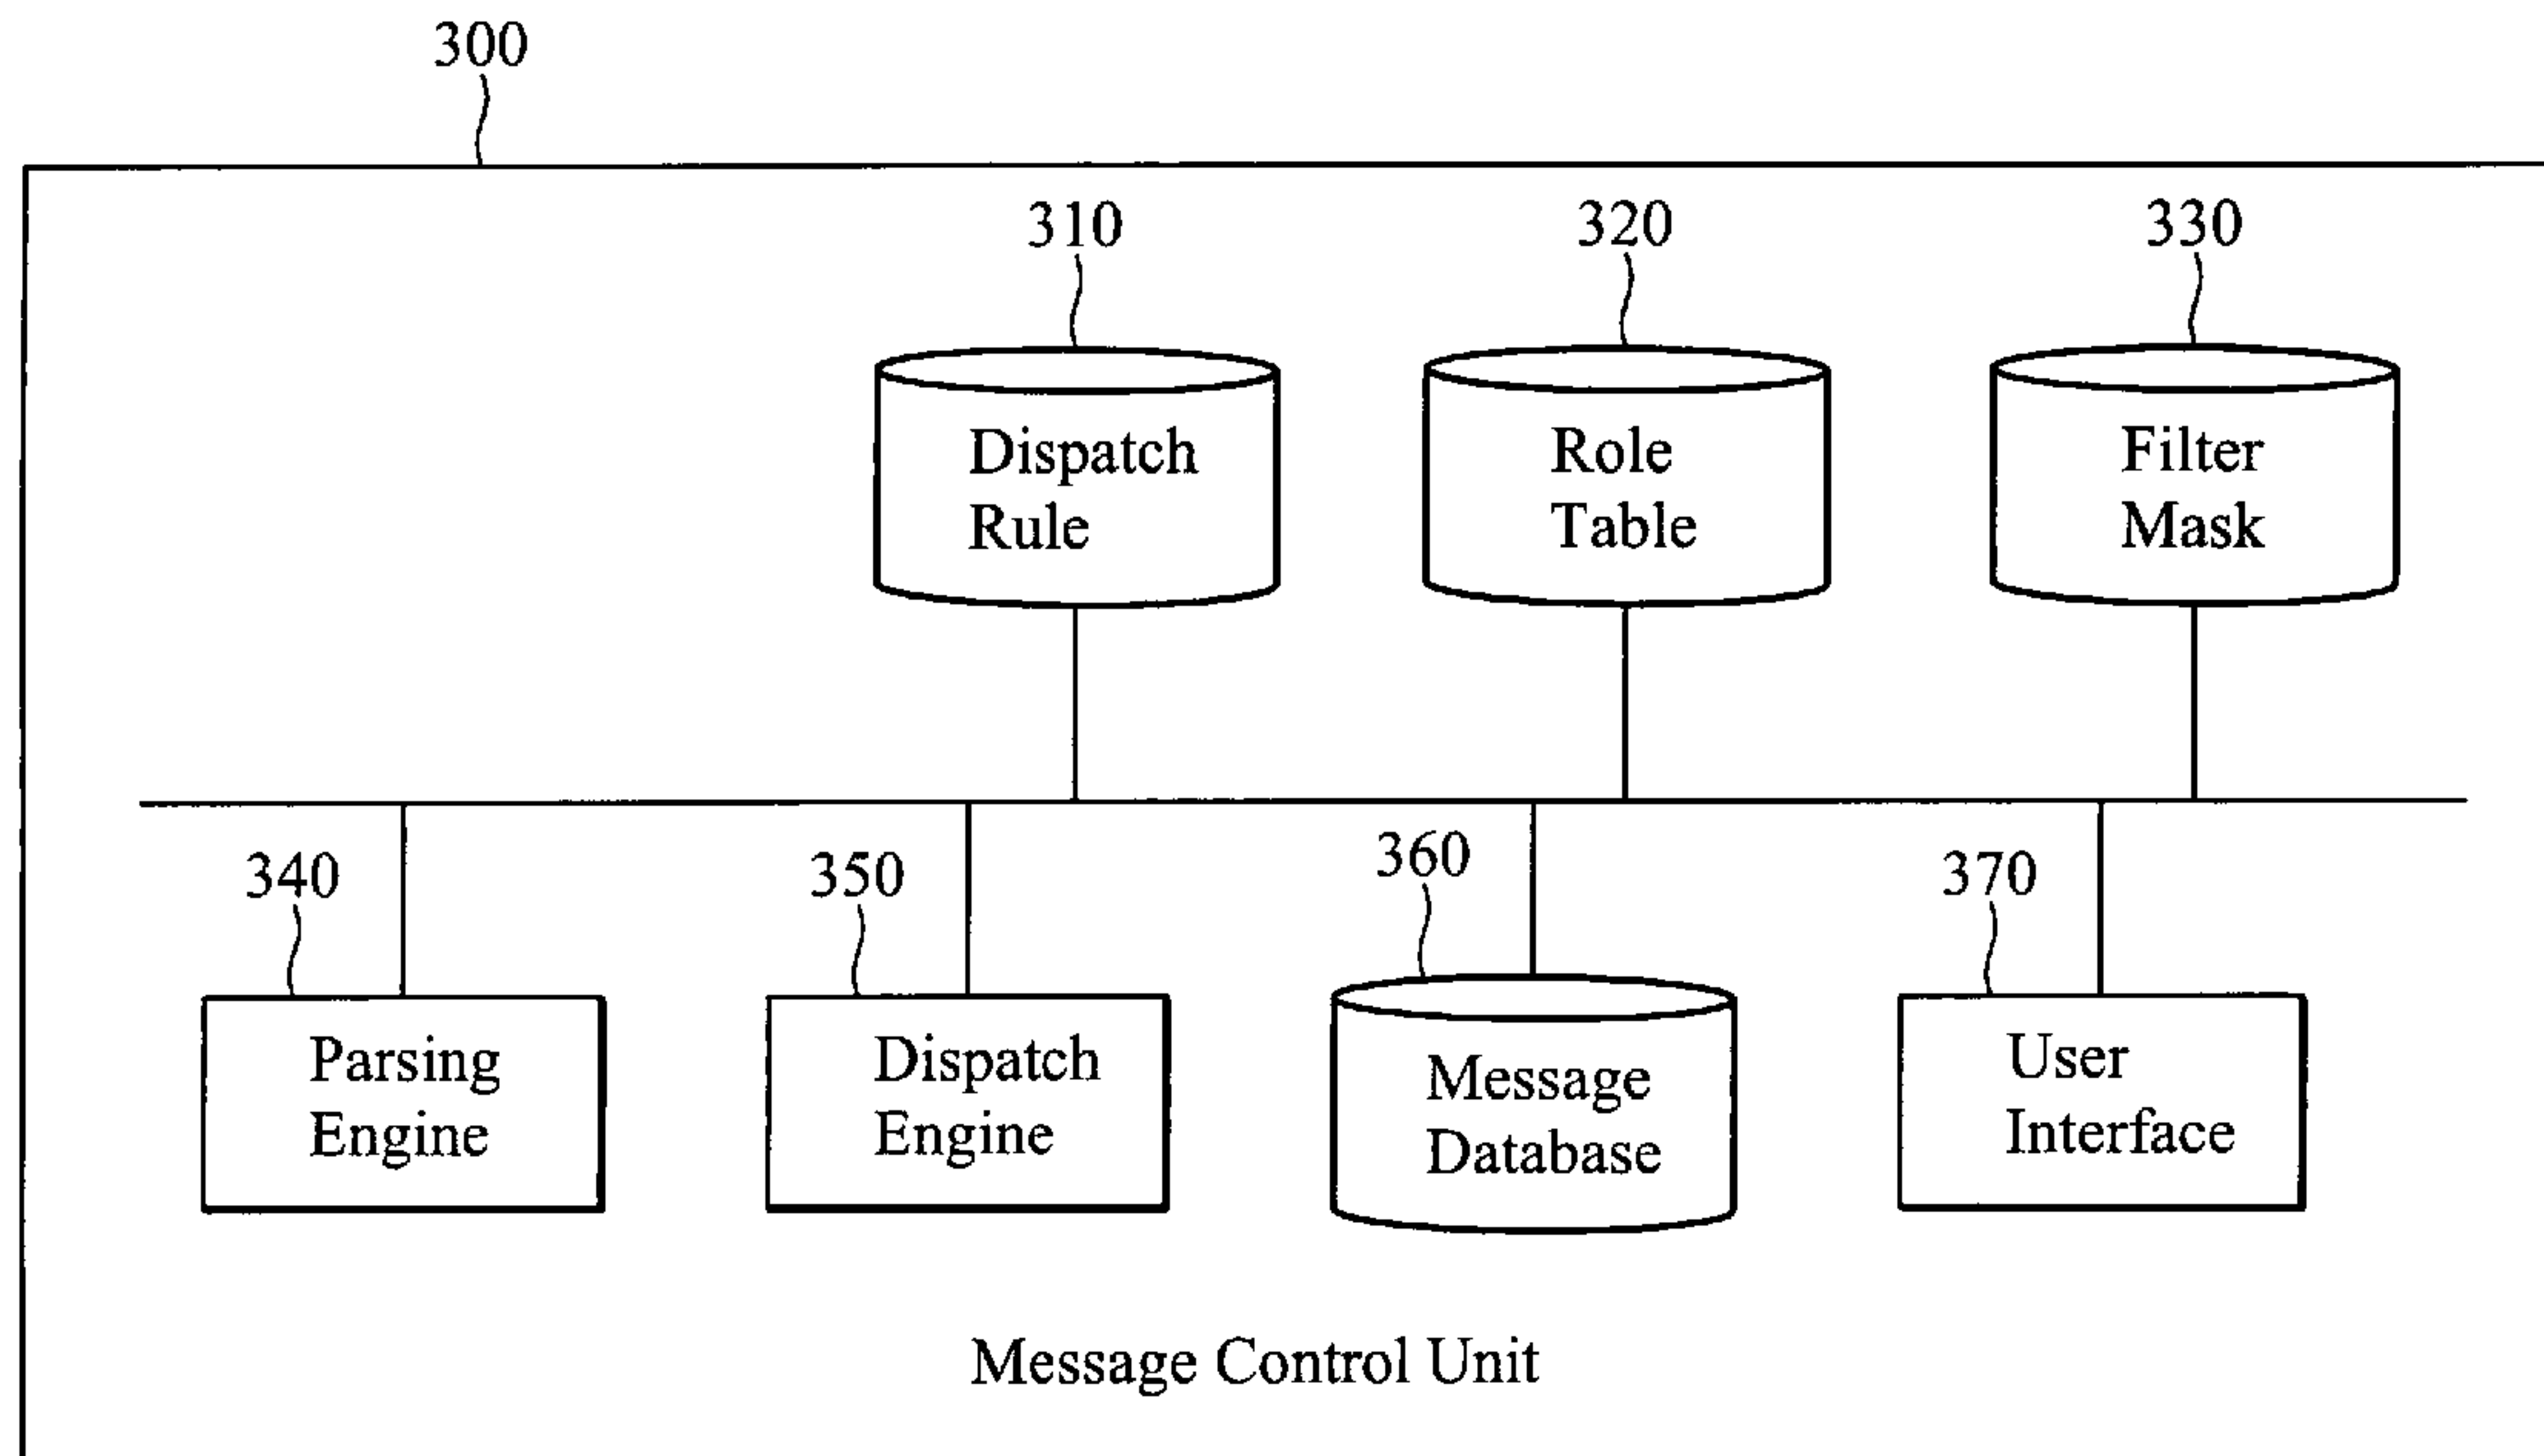 300
310
320
330
Dispatch
Rule
Role
Table
Filter
Mask
340
350
360
370
Parsing
Engine
Dispatch
Engine
Message
Database
User
Interface
Message Control Unit